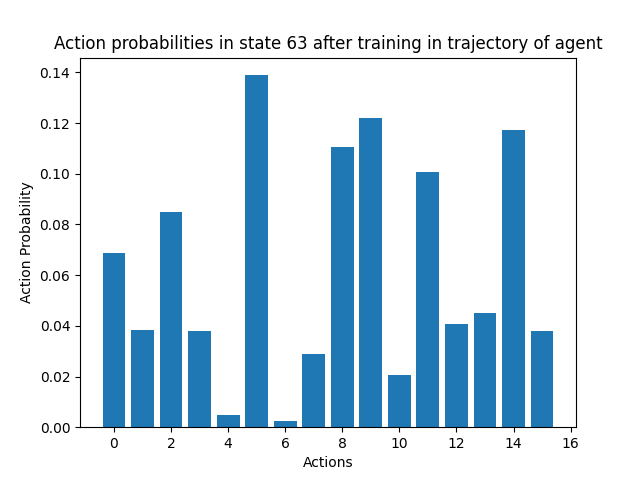 Action probabilities in state 63 after training in trajectory of agent
0.14
0.12
0.10
0.08
0.06
0.04
0.02
0.00
Action Probability
0 2 4 6 8 10 12 14 16
Actions